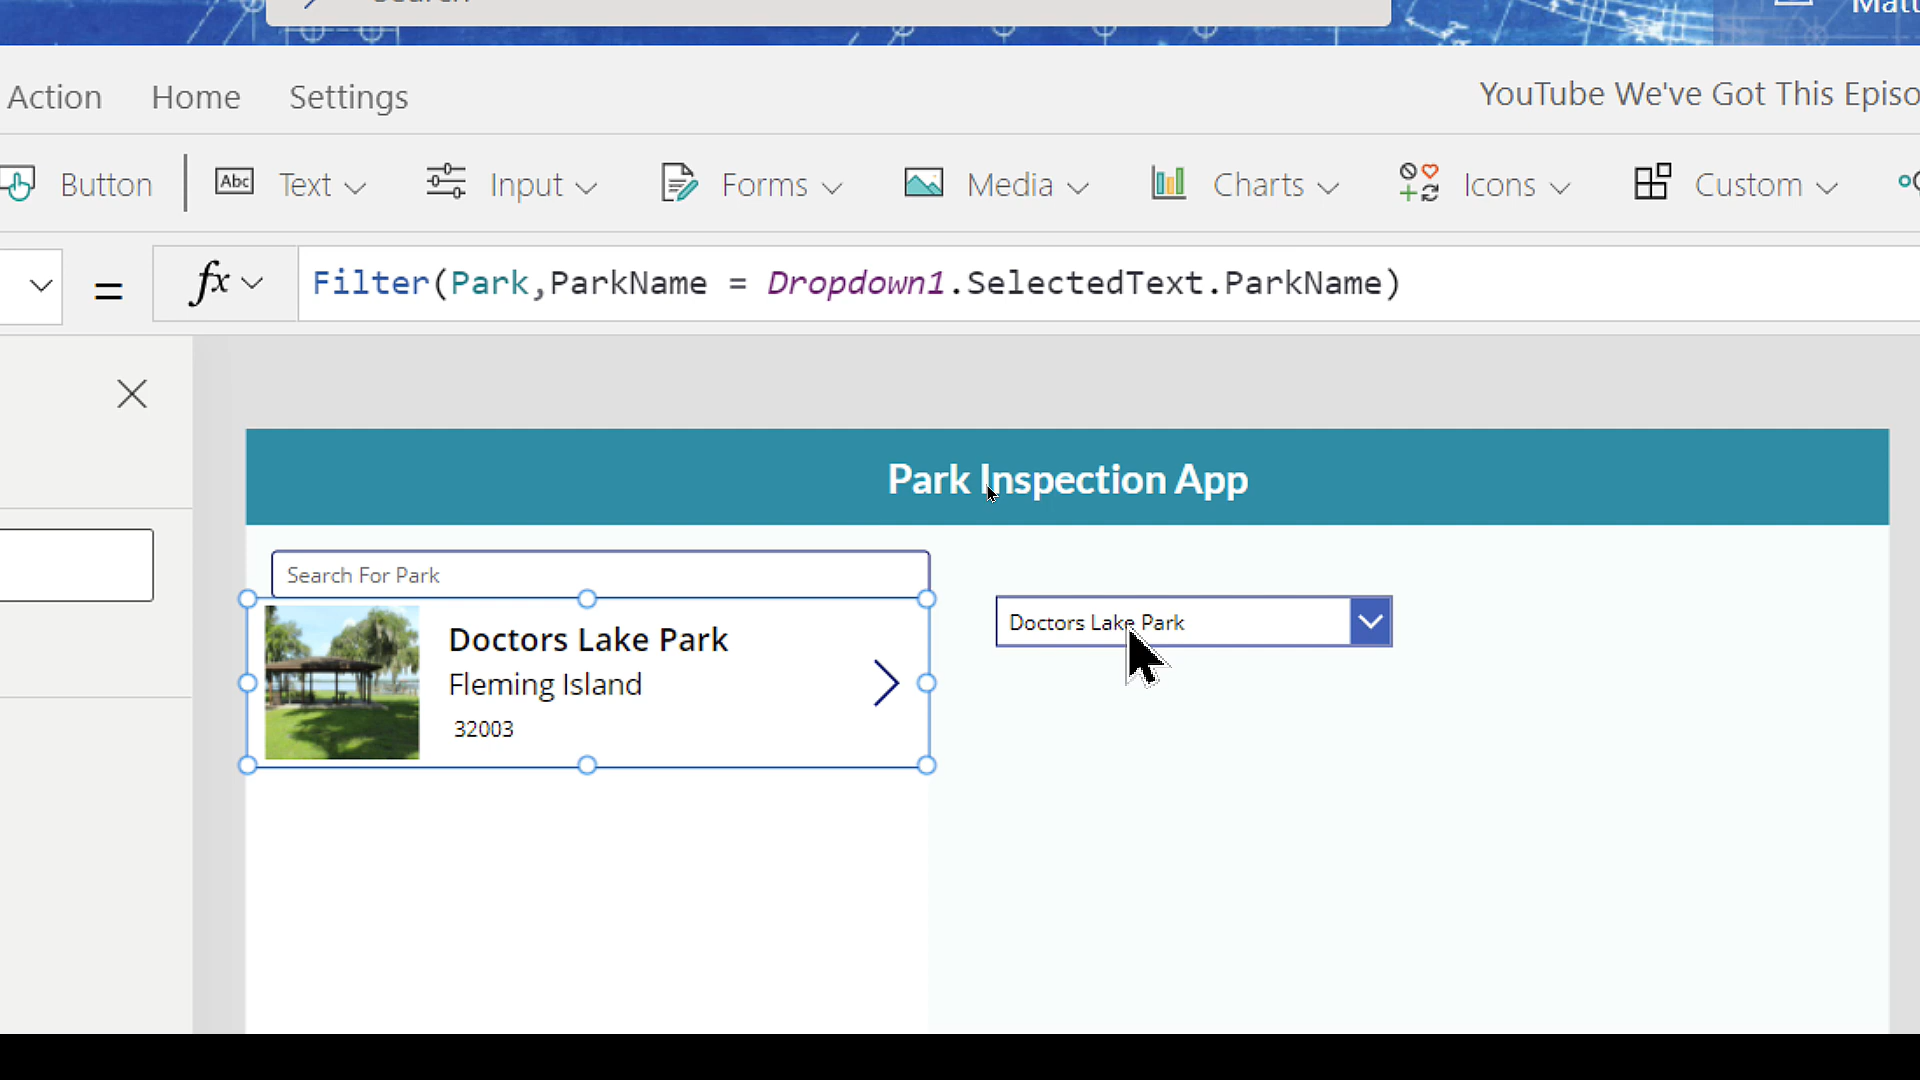 Action Home Settings YouTube We've Got This Episo
Button Abc Text Input Forms Media Charts Icons Custom
= fx Filter(Park,ParkName = Dropdown1.SelectedText.ParkName)
Park Inspection App
Search For Park
Doctors Lake Park
Fleming Island
32003
Doctors Lake Park